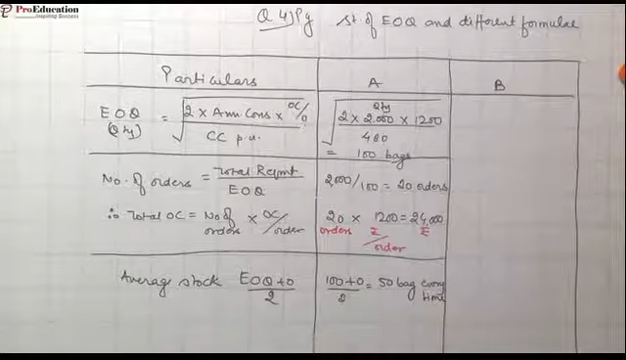 ProEducation
Inspiring Success
Q 4) Pg St of EOQ and different formulae
Particulars A B
EOQ (Qty) = √ 2 × Ann Cons × OC/O / CC p.u.
Qty
√ 2 × 2,000 × 1200 / 480
= 100 bags
No. of orders = Total Reqmt / EOQ
2000/100 = 20 orders
∴ Total OC = No of orders × OC/order
20 × 1200 = 24,000
orders ₹/order ₹
Average stock EOQ+0 / 2
100+0 / 2 = 50 bag every time